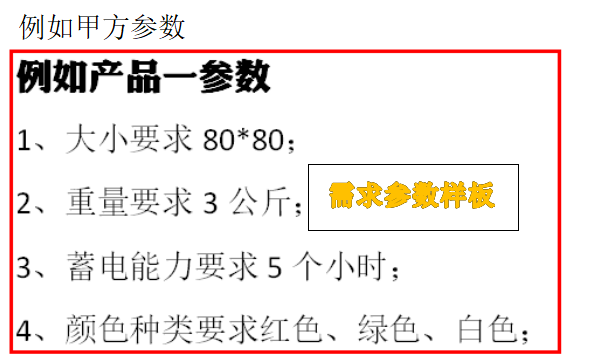 例如甲方参数
例如产品一参数
1、大小要求 80*80；
2、重量要求 3 公斤；
需求参数样板
3、蓄电能力要求 5 个小时；
4、颜色种类要求红色、绿色、白色；